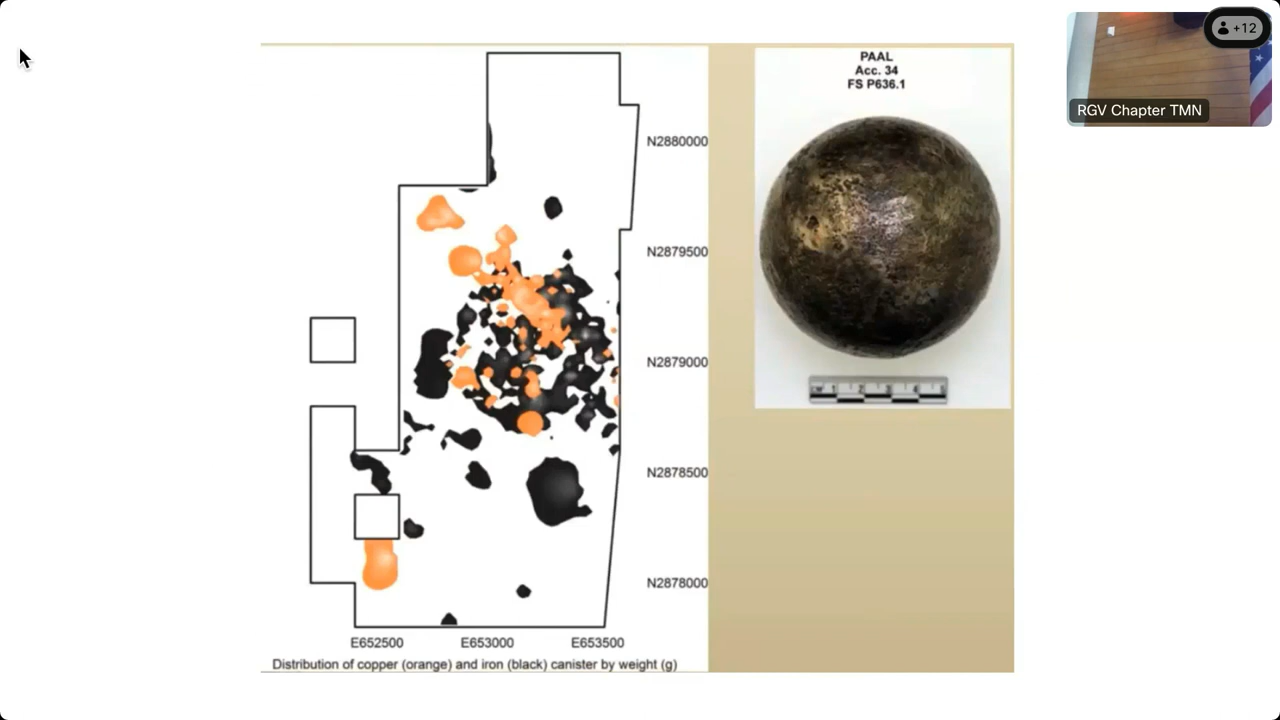 PAAL
Acc. 34
FS P636.1
+12
RGV Chapter TMN
N2880000
N2879500
N2879000
N2878500
N2878000
E652500
E653000
E653500
Distribution of copper (orange) and iron (black) canister by weight (g)